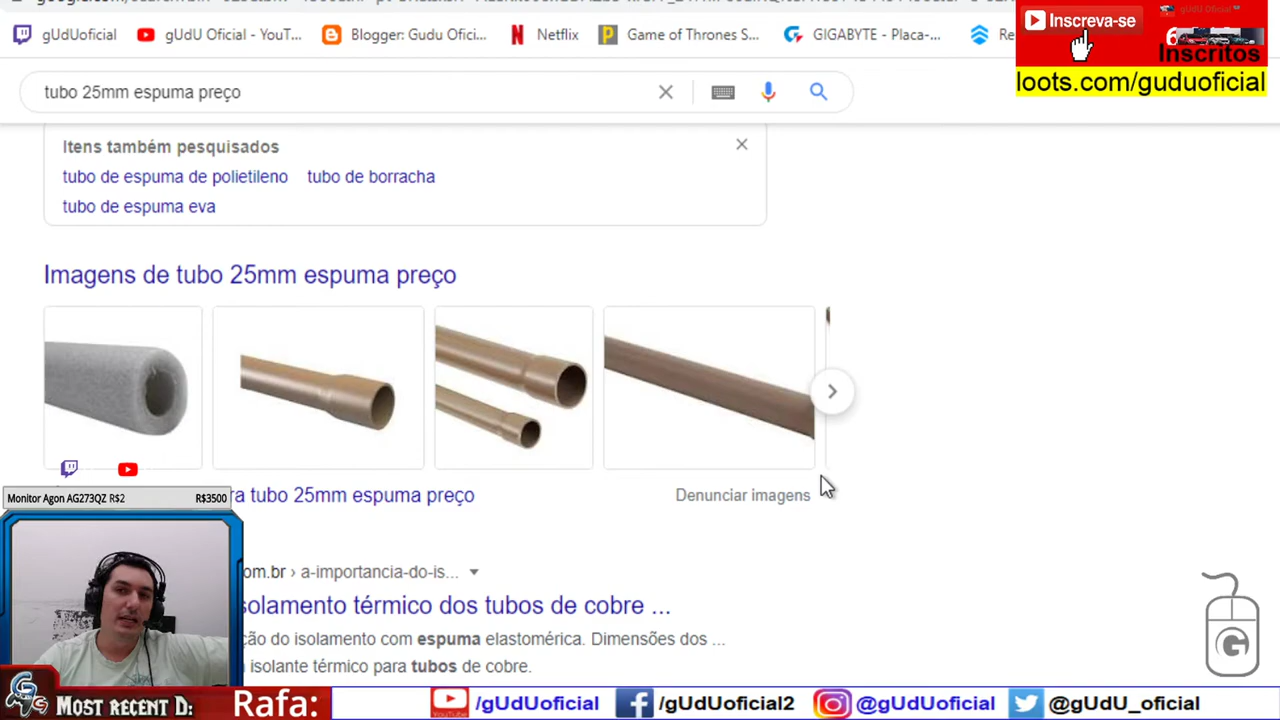 gUdUoficial
gUdU Oficial - YouT...
Blogger: Gudu Ofici...
Netflix
Game of Thrones S...
GIGABYTE - Placa-...
Inscreva-se
Inscritos
loots.com/guduoficial
tubo 25mm espuma preço
Itens também pesquisados
tubo de espuma de polietileno tubo de borracha
tubo de espuma eva
Imagens de tubo 25mm espuma preço
tubo 25mm espuma preço
Denunciar imagens
Monitor Agon AG273QZ R$2 R$3500
om.br › a-importancia-do-is...
solamento térmico dos tubos de cobre ...
ção do isolamento com espuma elastomérica. Dimensões dos ...
isolante térmico para tubos de cobre.
Most recent D: Rafa:
/gUdUoficial
/gUdUoficial2
@gUdUoficial
@gUdU_oficial